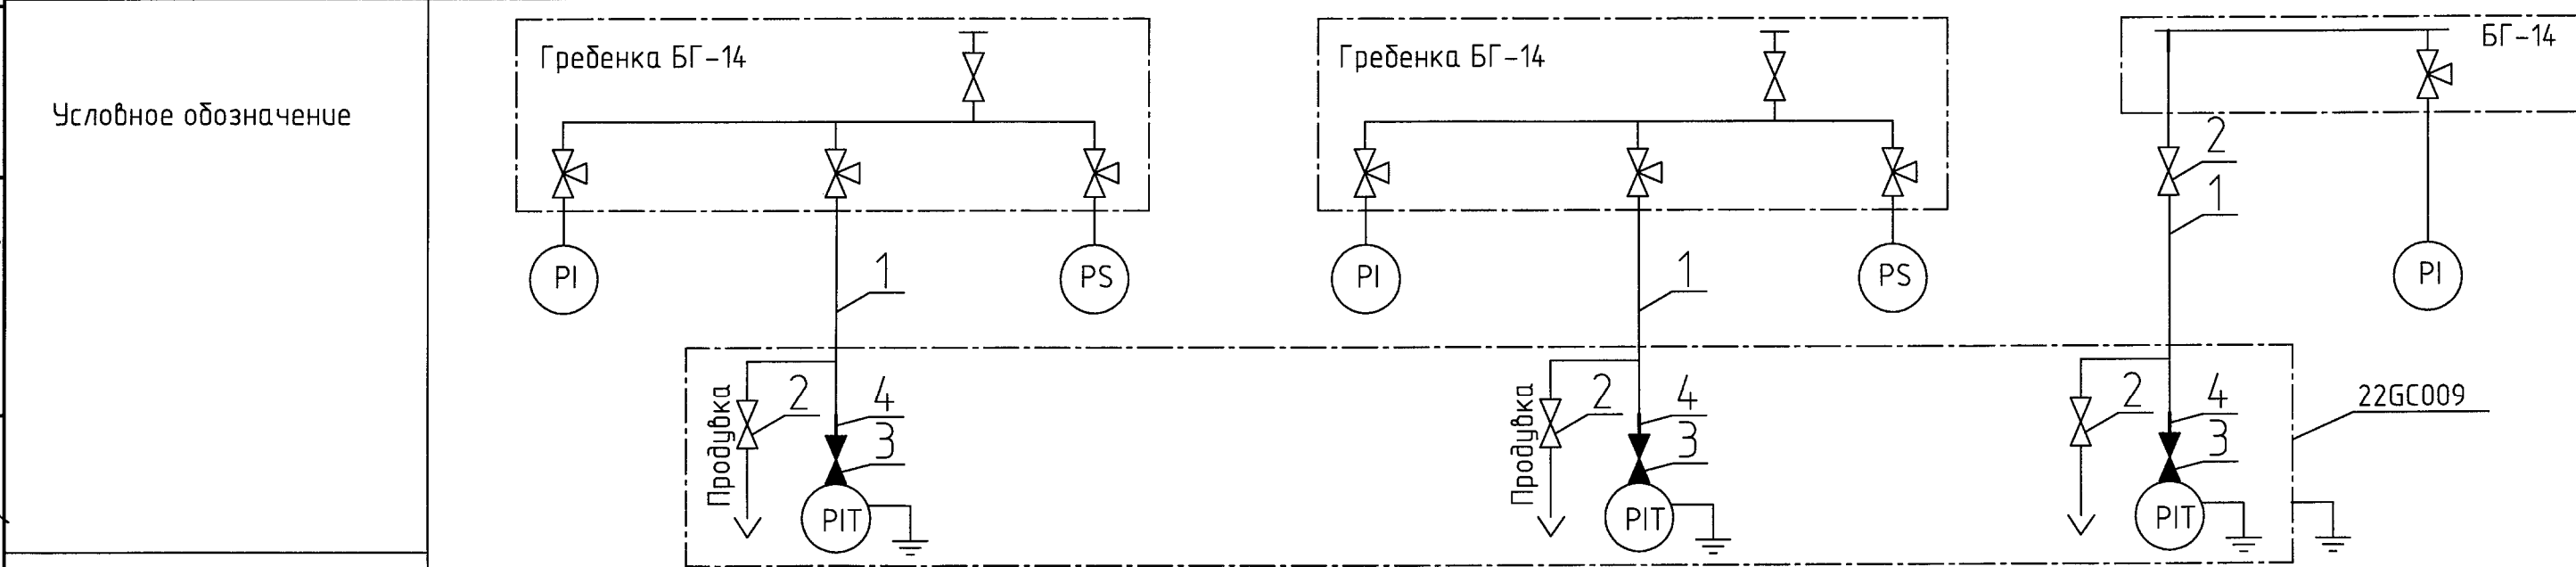 Условное обозначение
Гребенка БГ-14
PI
PS
1
Продувка
2
4
3
PIT
Гребенка БГ-14
PI
PS
1
Продувка
2
4
3
PIT
БГ-14
2
1
PI
2
4
3
PIT
22GC009